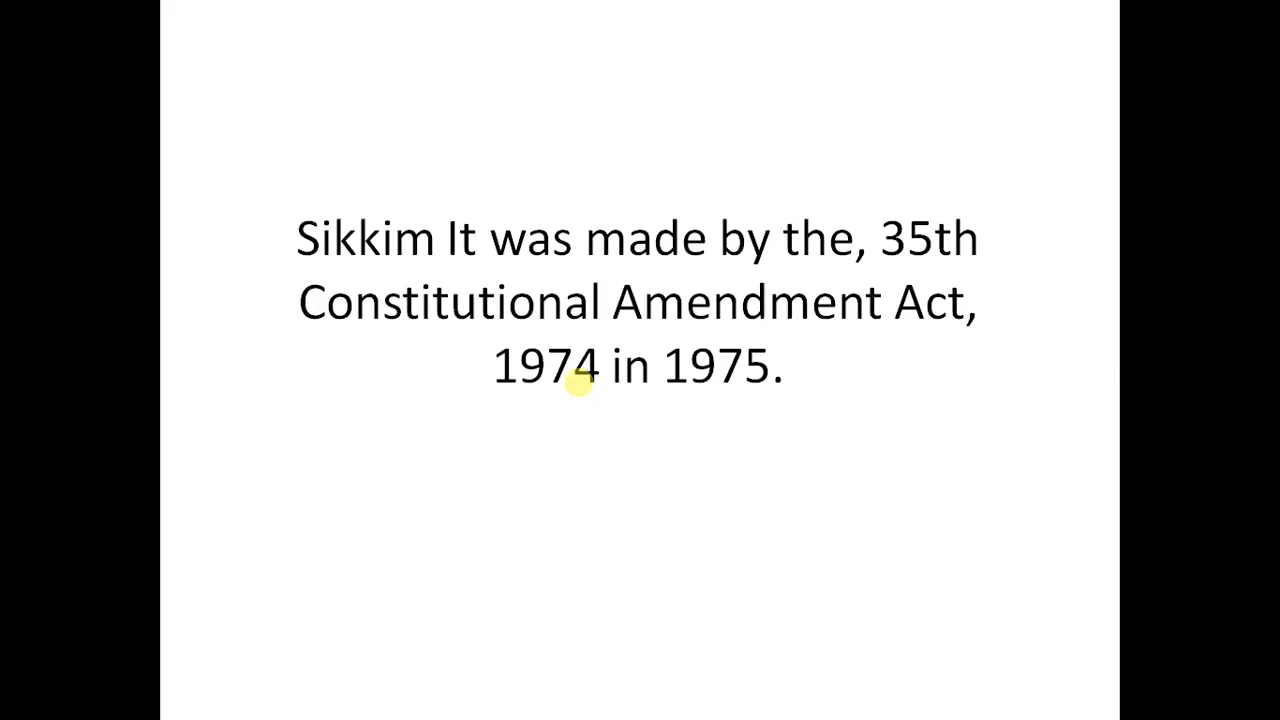 Sikkim It was made by the, 35th
Constitutional Amendment Act,
1974 in 1975.